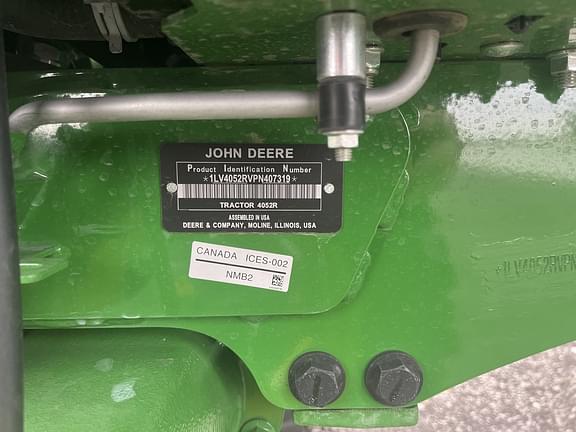 JOHN DEERE
Product Identification Number
*1LV4052RVPN407319*
TRACTOR 4052R
ASSEMBLED IN USA
DEERE & COMPANY, MOLINE, ILLINOIS, USA
CANADA ICES-002
NMB2
*1LV4052RVPN